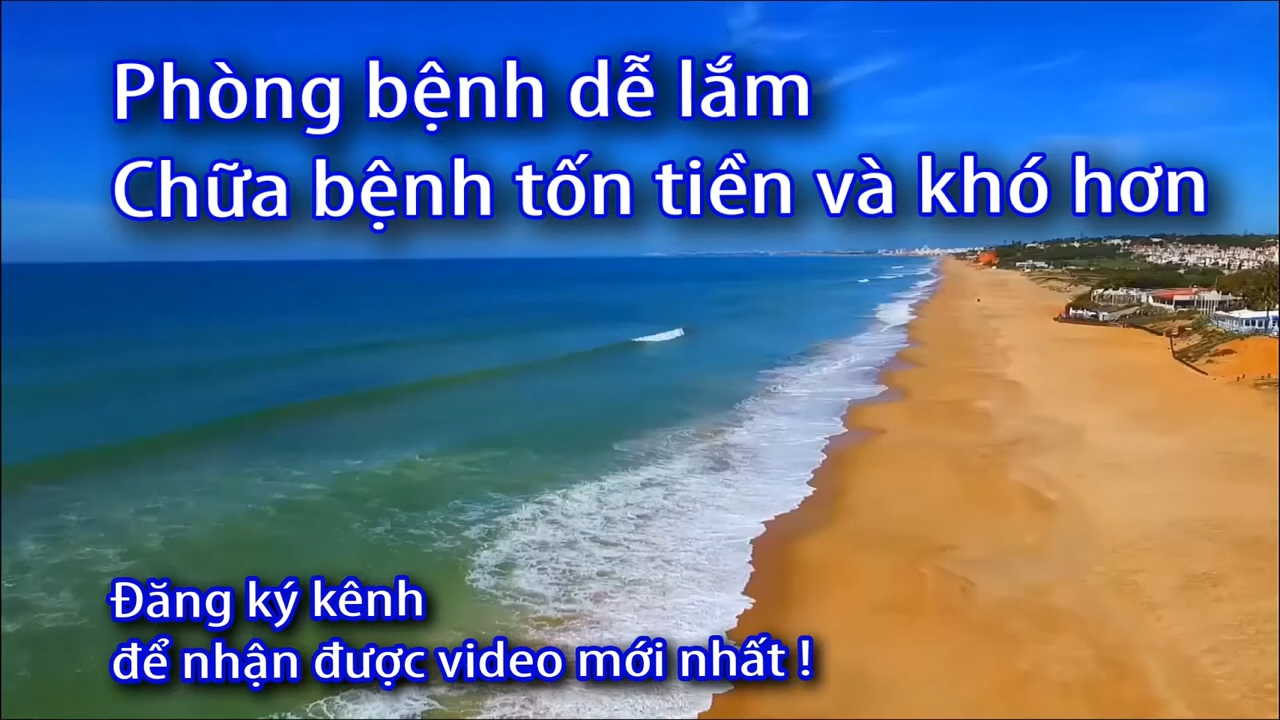 Phòng bệnh dễ lắm
Chữa bệnh tốn tiền và khó hơn
Đăng ký kênh
để nhận được video mới nhất !